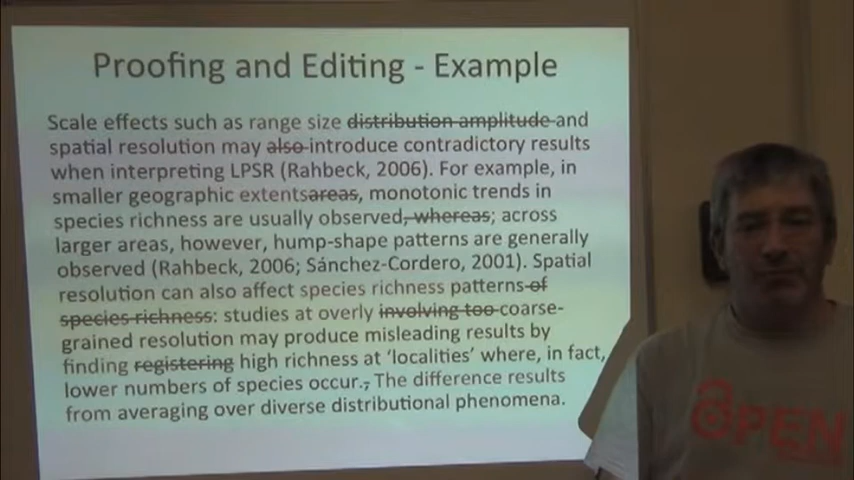 Proofing and Editing - Example
Scale effects such as range size distribution amplitude and
spatial resolution may also introduce contradictory results
when interpreting LPSR (Rahbeck, 2006). For example, in
smaller geographic extentsareas, monotonic trends in
species richness are usually observed, whereas; across
larger areas, however, hump-shape patterns are generally
observed (Rahbeck, 2006; Sánchez-Cordero, 2001). Spatial
resolution can also affect species richness patterns of
species richness: studies at overly involving too coarse-
grained resolution may produce misleading results by
finding registering high richness at ‘localities’ where, in fact,
lower numbers of species occur., The difference results
from averaging over diverse distributional phenomena.
OPEN